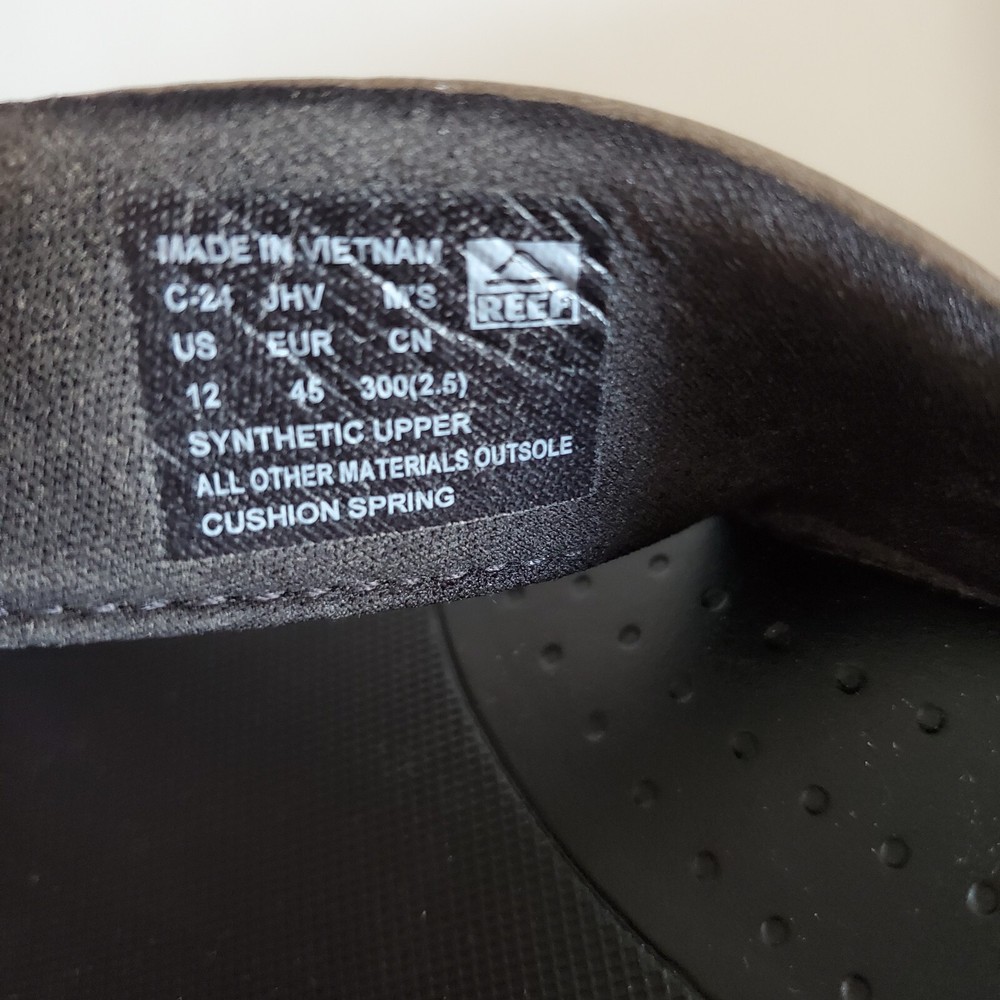 MADE IN VIETNAM
REEF
C-24 JHV M'S
US EUR CN
12 45 300(2.5)
SYNTHETIC UPPER
ALL OTHER MATERIALS OUTSOLE
CUSHION SPRING